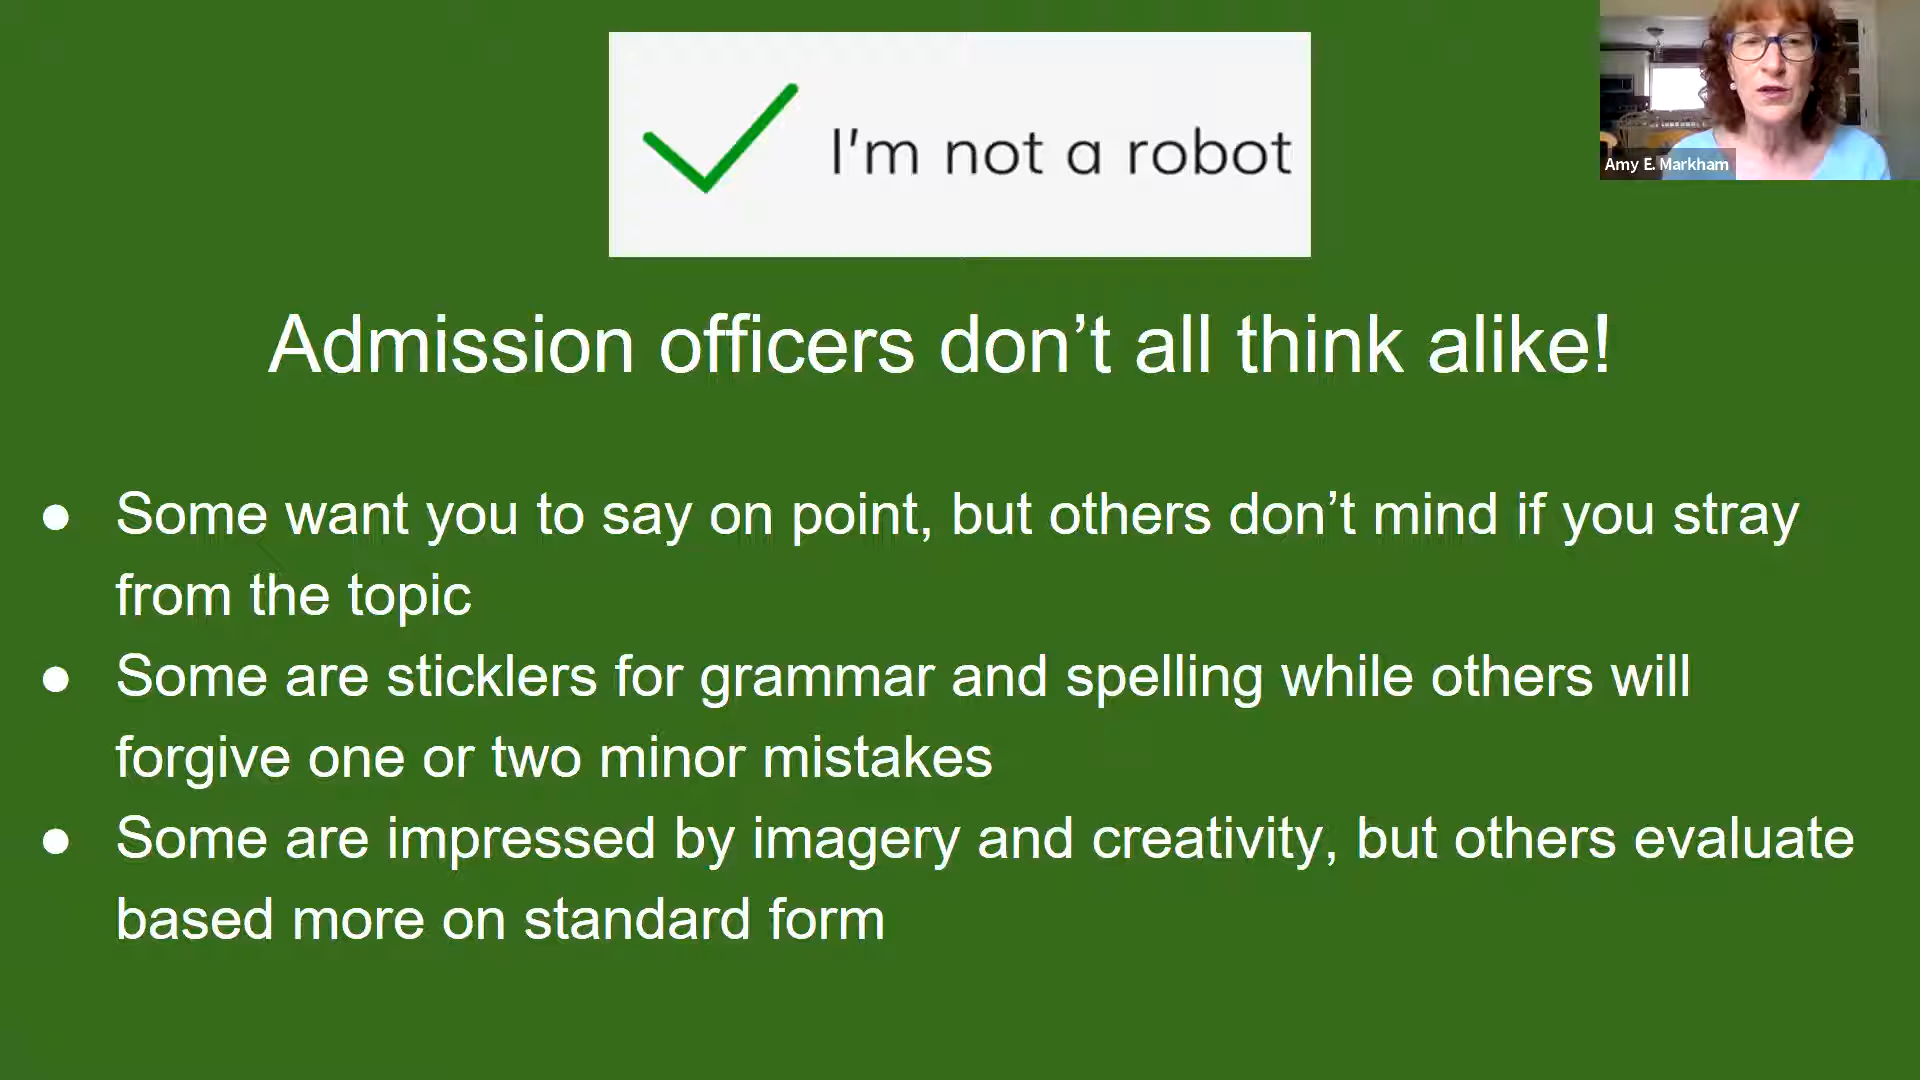 I'm not a robot
Amy E. Markham
Admission officers don’t all think alike!
● Some want you to say on point, but others don’t mind if you stray
from the topic
● Some are sticklers for grammar and spelling while others will
forgive one or two minor mistakes
● Some are impressed by imagery and creativity, but others evaluate
based more on standard form